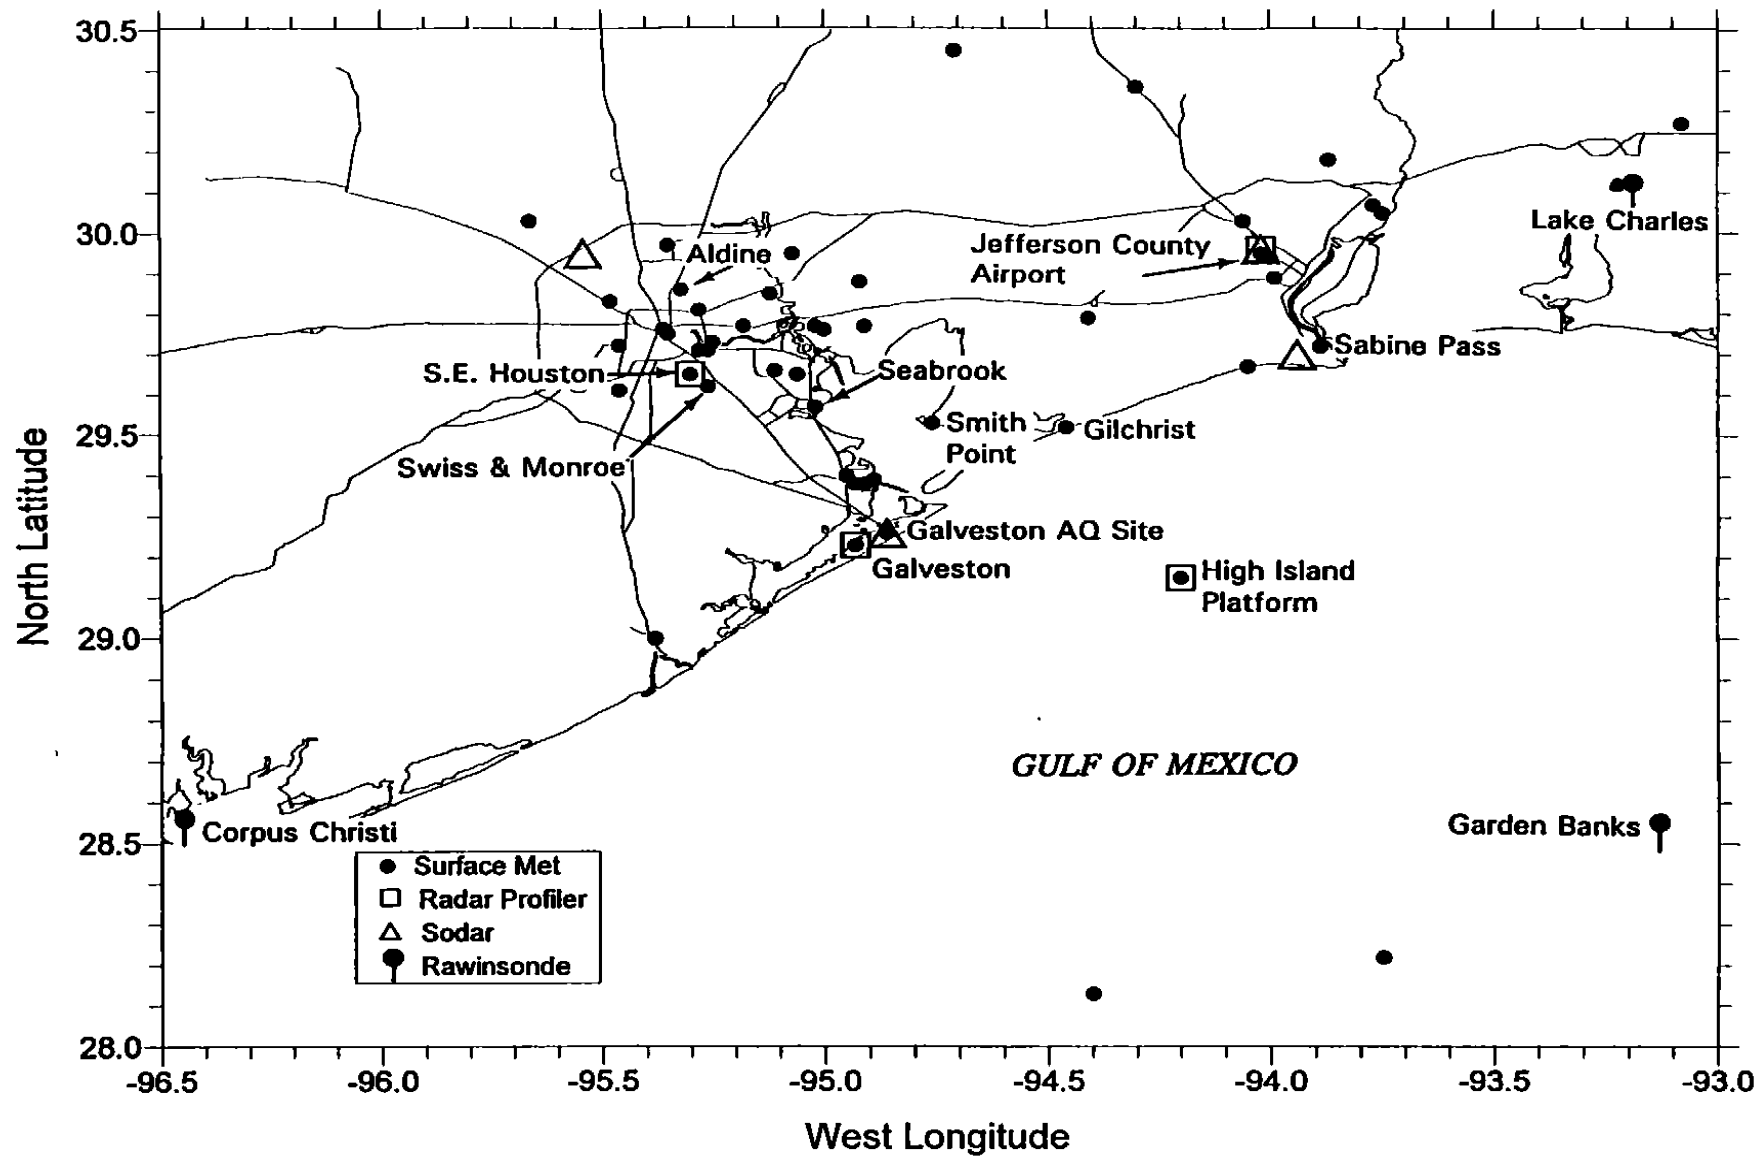 30.5
30.0
29.5
29.0
28.5
28.0
North Latitude
Lake Charles
Aldine
Jefferson County
Airport
Sabine Pass
S.E. Houston
Seabrook
Smith
Point
Gilchrist
Swiss & Monroe
Galveston AQ Site
Galveston
High Island
Platform
GULF OF MEXICO
Garden Banks
Corpus Christi
Surface Met
Radar Profiler
Sodar
Rawinsonde
-96.5 -96.0 -95.5 -95.0 -94.5 -94.0 -93.5 -93.0
West Longitude